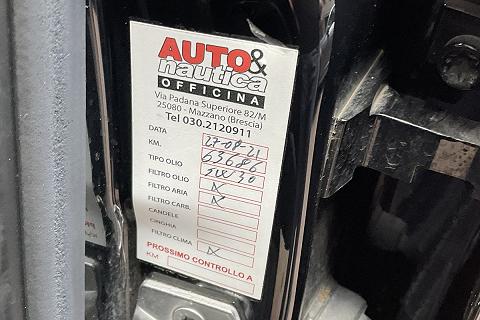 AUTO&
nautica
OFFICINA
Via Padana Superiore 82/M
25080 - Mazzano (Brescia)
Tel 030.2120911
DATA 27-08-21
KM. 63686
TIPO OLIO 5W30
FILTRO OLIO X
FILTRO ARIA X
FILTRO CARB.
CANDELE
CINGHIA
FILTRO CLIMA X
PROSSIMO CONTROLLO A
KM